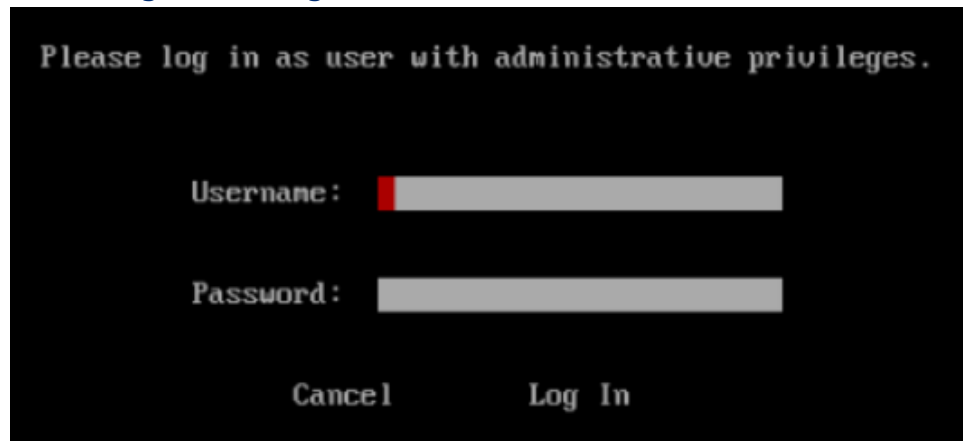 Please log in as user with administrative privileges.
Username:
Password:
Cancel Log In